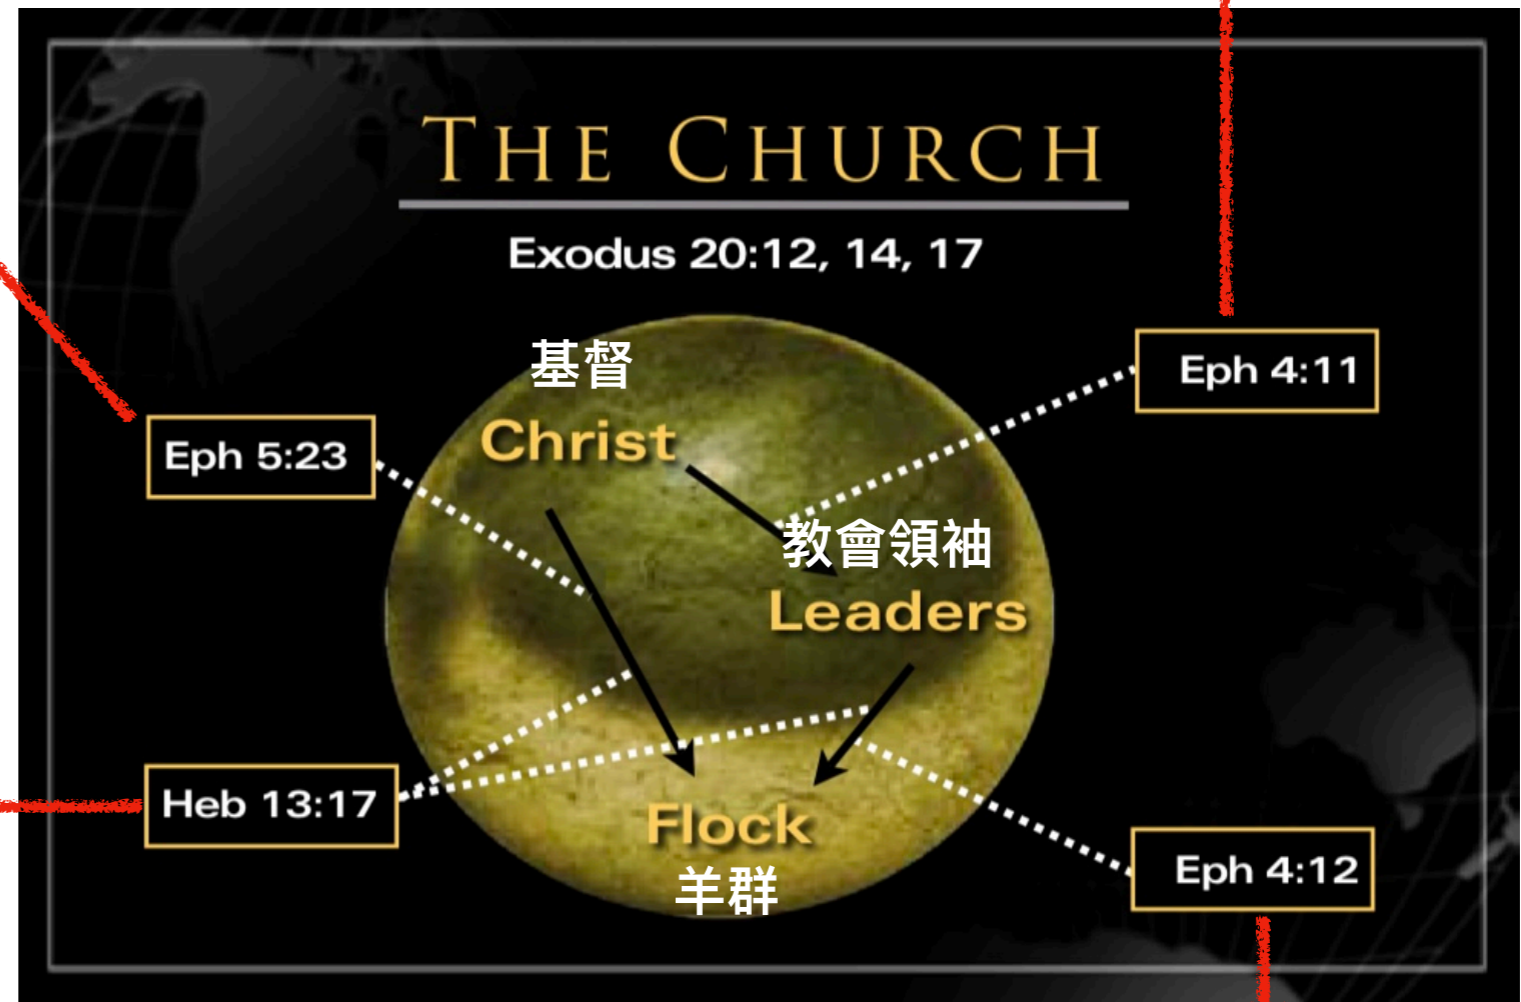 THE CHURCH
Exodus 20:12, 14, 17
基督
Christ
Eph 4:11
Eph 5:23
教會領袖
Leaders
Heb 13:17
Flock
羊群
Eph 4:12